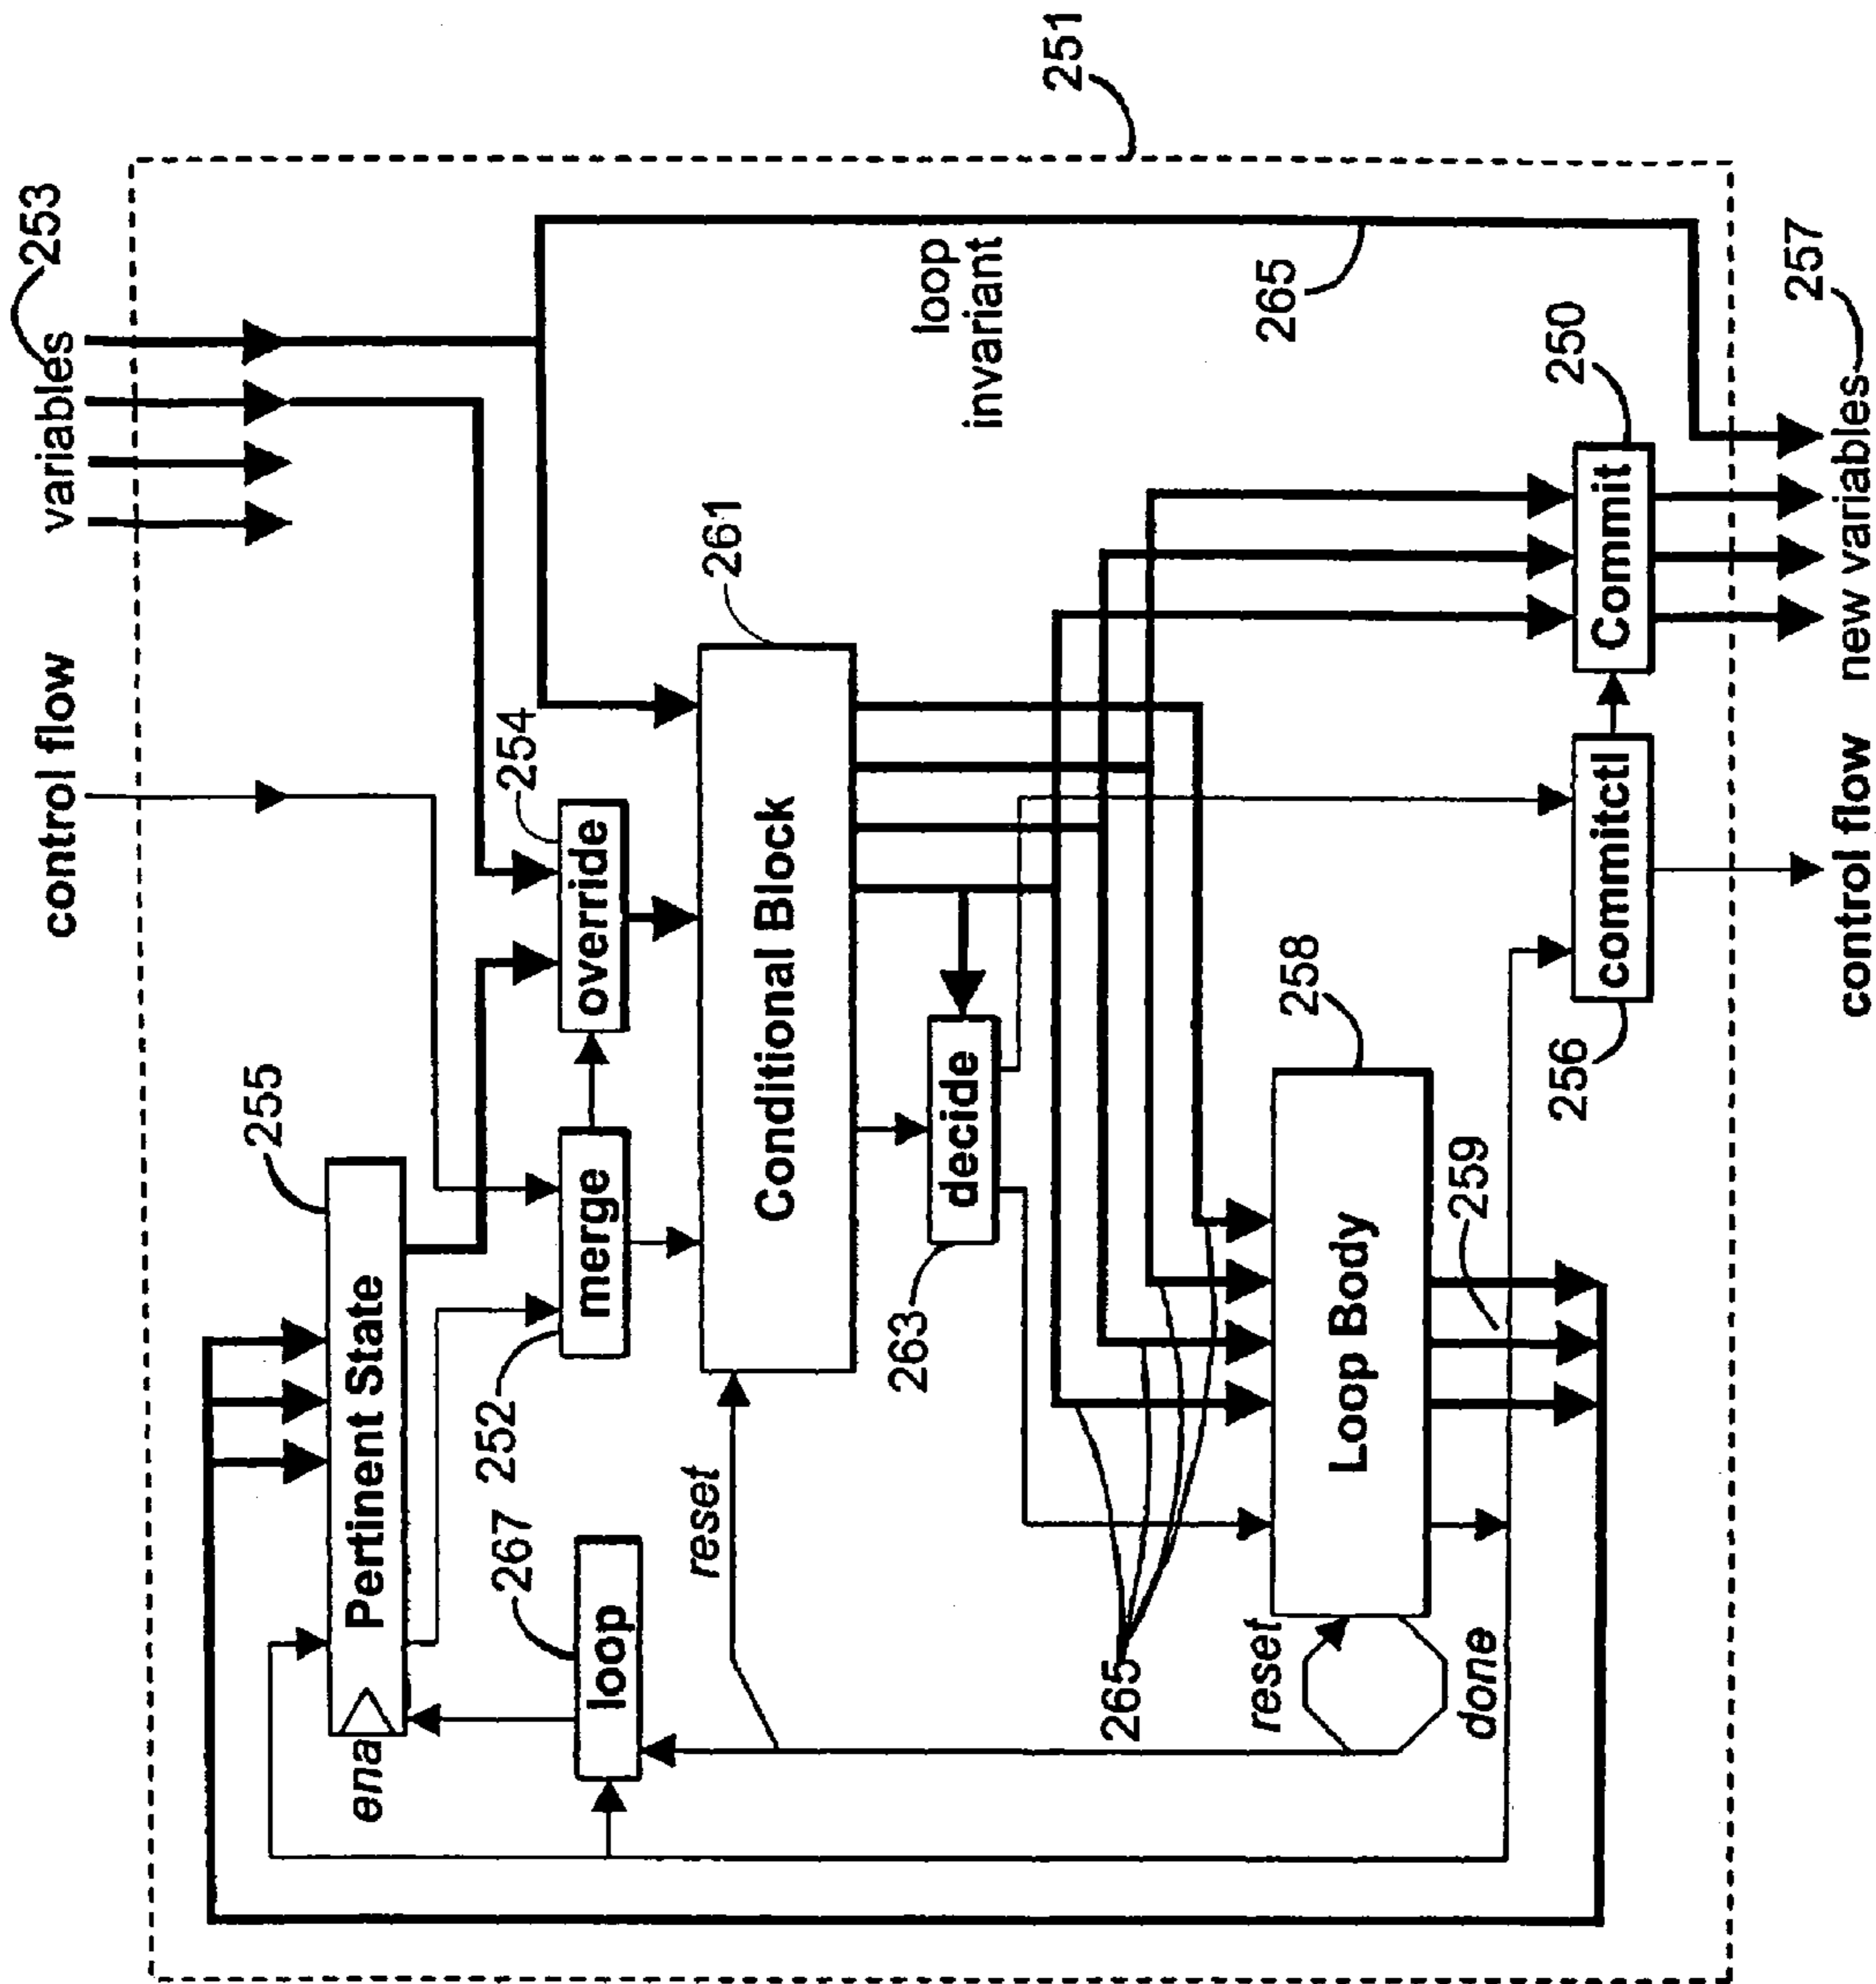 control flow
variables
253
251
255
Pertinent State
ena
252
merge
254
override
267
loop
reset
261
Conditional Block
loop
invariant
263
decide
265
265
reset
258
Loop Body
done
259
256
commitctl
250
Commit
control flow
new variables
257